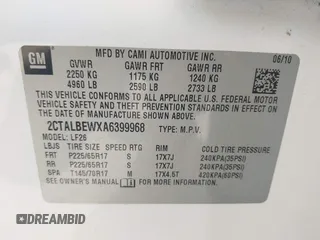 GM
MFD BY CAMI AUTOMOTIVE INC.
06/10
GVWR GAWR FRT GAWR RR
2250 KG 1175 KG 1240 KG
4960 LB 2590 LB 2733 LB
THIS VEHICLE CONFORMS TO ALL APPLICABLE
U.S. FEDERAL MOTOR VEHICLE SAFETY, BUMPER, AND
THEFT PREVENTION STANDARDS IN EFFECT ON THE DATE
OF MANUFACTURE SHOWN ABOVE.
2CTALBEWXA6399968 TYPE: M.P.V.
MODEL: LF26
LBJS TIRE SIZE SPEED RTG RIM COLD TIRE PRESSURE
FRT P225/65R17 S 17X7J 240KPA(35PSI)
RR P225/65R17 S 17X7J 240KPA(35PSI)
SPA T145/70R17 M 17X4.5T 420KPA(60PSI)
SEE OWNER'S MANUAL FOR ADDITIONAL INFORMATION.